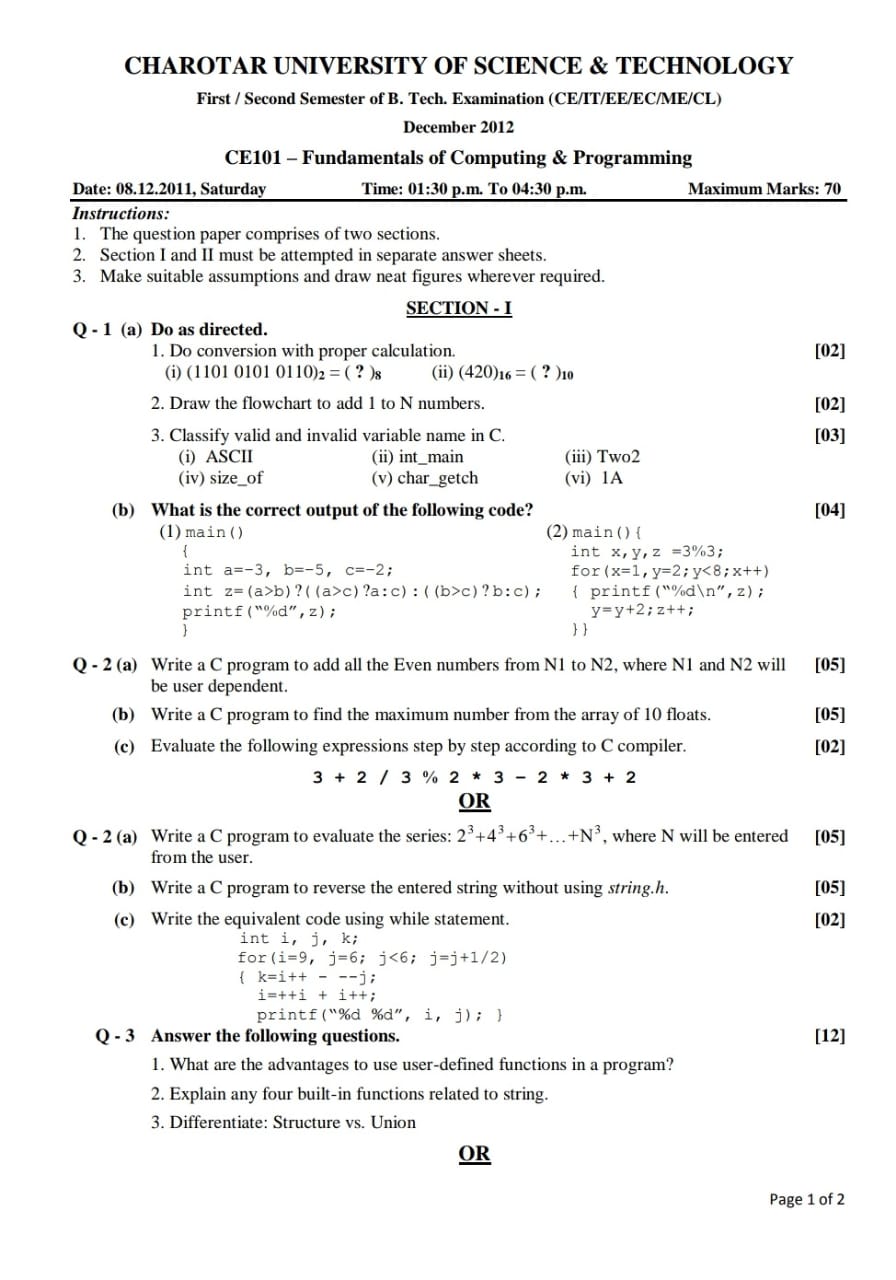 CHAROTAR UNIVERSITY OF SCIENCE & TECHNOLOGY
First / Second Semester of B. Tech. Examination (CE/IT/EE/EC/ME/CL)
December 2012
CE101 – Fundamentals of Computing & Programming
Date: 08.12.2011, Saturday Time: 01:30 p.m. To 04:30 p.m. Maximum Marks: 70
Instructions:
1. The question paper comprises of two sections.
2. Section I and II must be attempted in separate answer sheets.
3. Make suitable assumptions and draw neat figures wherever required.
SECTION - I
Q - 1 (a) Do as directed.
1. Do conversion with proper calculation. [02]
(i) (1101 0101 0110)₂ = ( ? )₈ (ii) (420)₁₆ = ( ? )₁₀
2. Draw the flowchart to add 1 to N numbers. [02]
3. Classify valid and invalid variable name in C. [03]
(i) ASCII (ii) int_main (iii) Two2
(iv) size_of (v) char_getch (vi) 1A
(b) What is the correct output of the following code? [04]
(1) main() (2) main(){
{ int x,y,z =3%3;
int a=-3, b=-5, c=-2; for(x=1,y=2;y<8;x++)
int z=(a>b)?((a>c)?a:c):((b>c)?b:c); { printf("%d\n",z);
printf("%d",z); y=y+2;z++;
} }}
Q - 2 (a) Write a C program to add all the Even numbers from N1 to N2, where N1 and N2 will [05]
be user dependent.
(b) Write a C program to find the maximum number from the array of 10 floats. [05]
(c) Evaluate the following expressions step by step according to C compiler. [02]
3 + 2 / 3 % 2 * 3 - 2 * 3 + 2
OR
Q - 2 (a) Write a C program to evaluate the series: 2³+4³+6³+…+N³, where N will be entered [05]
from the user.
(b) Write a C program to reverse the entered string without using string.h. [05]
(c) Write the equivalent code using while statement. [02]
int i, j, k;
for(i=9, j=6; j<6; j=j+1/2)
{ k=i++ - --j;
i=++i + i++;
printf("%d %d", i, j); }
Q - 3 Answer the following questions. [12]
1. What are the advantages to use user-defined functions in a program?
2. Explain any four built-in functions related to string.
3. Differentiate: Structure vs. Union
OR
Page 1 of 2